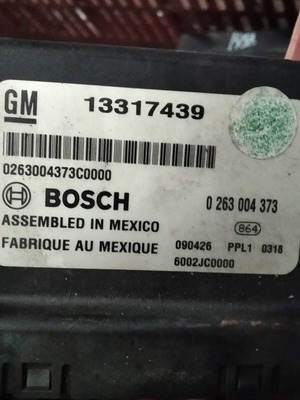 GM 13317439
0263004373C0000
BOSCH 0 263 004 373
ASSEMBLED IN MEXICO 864
FABRIQUE AU MEXIQUE 090426 PPL1 0318
6002JC0000